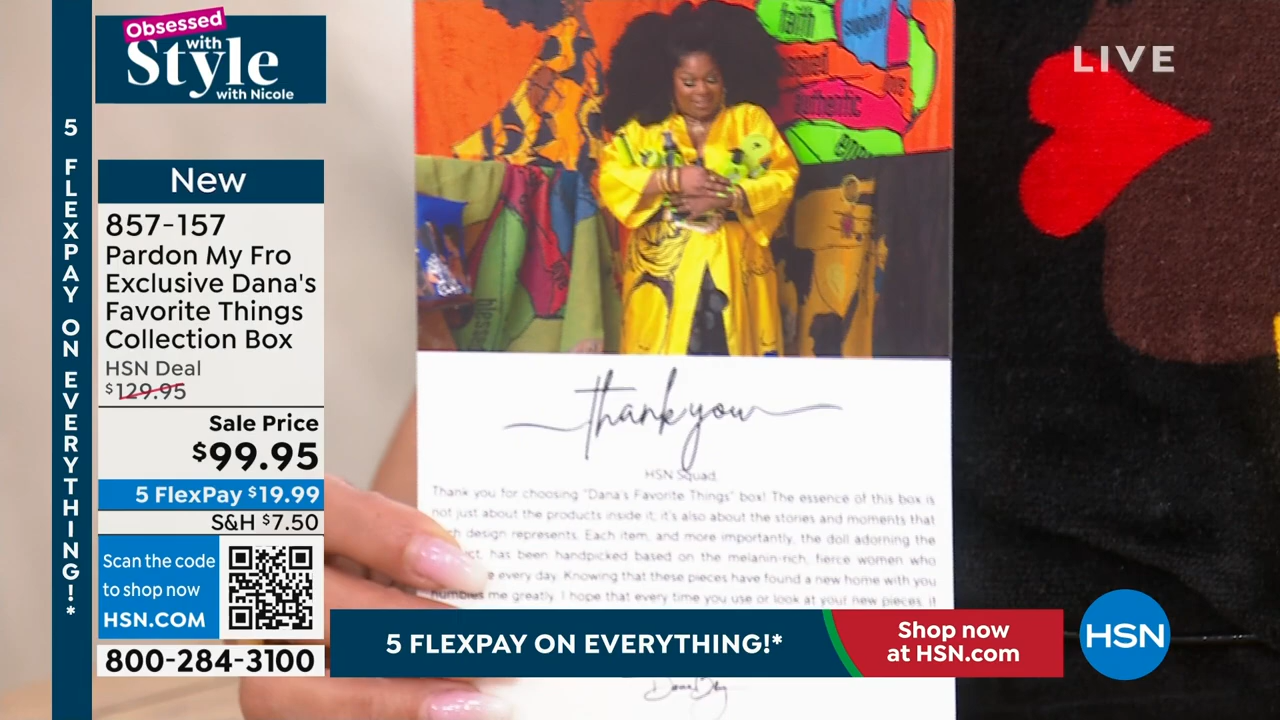 Obsessed
with
Style
with Nicole
LIVE
5 FLEXPAY ON EVERYTHING!*
New
857-157
Pardon My Fro
Exclusive Dana's
Favorite Things
Collection Box
HSN Deal
$129.95
Sale Price
$99.95
5 FlexPay $19.99
S&H $7.50
Scan the code
to shop now
HSN.COM
800-284-3100
faith
support
authentic
thank you
HSN Squad,
Thank you for choosing "Dana's Favorite Things" box! The essence of this box is
not just about the products inside it; it's also about the stories and moments that
design represents. Each item, and more importantly, the doll adorning the
has been handpicked based on the melanin-rich, fierce women who
every day. Knowing that these pieces have found a new home with you
humbles me greatly. I hope that every time you use or look at your new pieces, it
5 FLEXPAY ON EVERYTHING!*
Shop now
at HSN.com
HSN